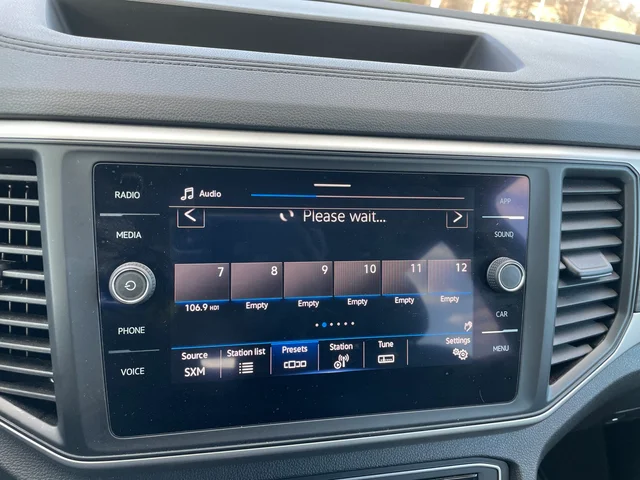 RADIO
MEDIA
PHONE
VOICE
Audio
Please wait...
<
>
7 8 9 10 11 12
106.9 HD1 Empty Empty Empty Empty Empty
Source Station list Presets Station Tune Settings
SXM
APP
SOUND
CAR
MENU